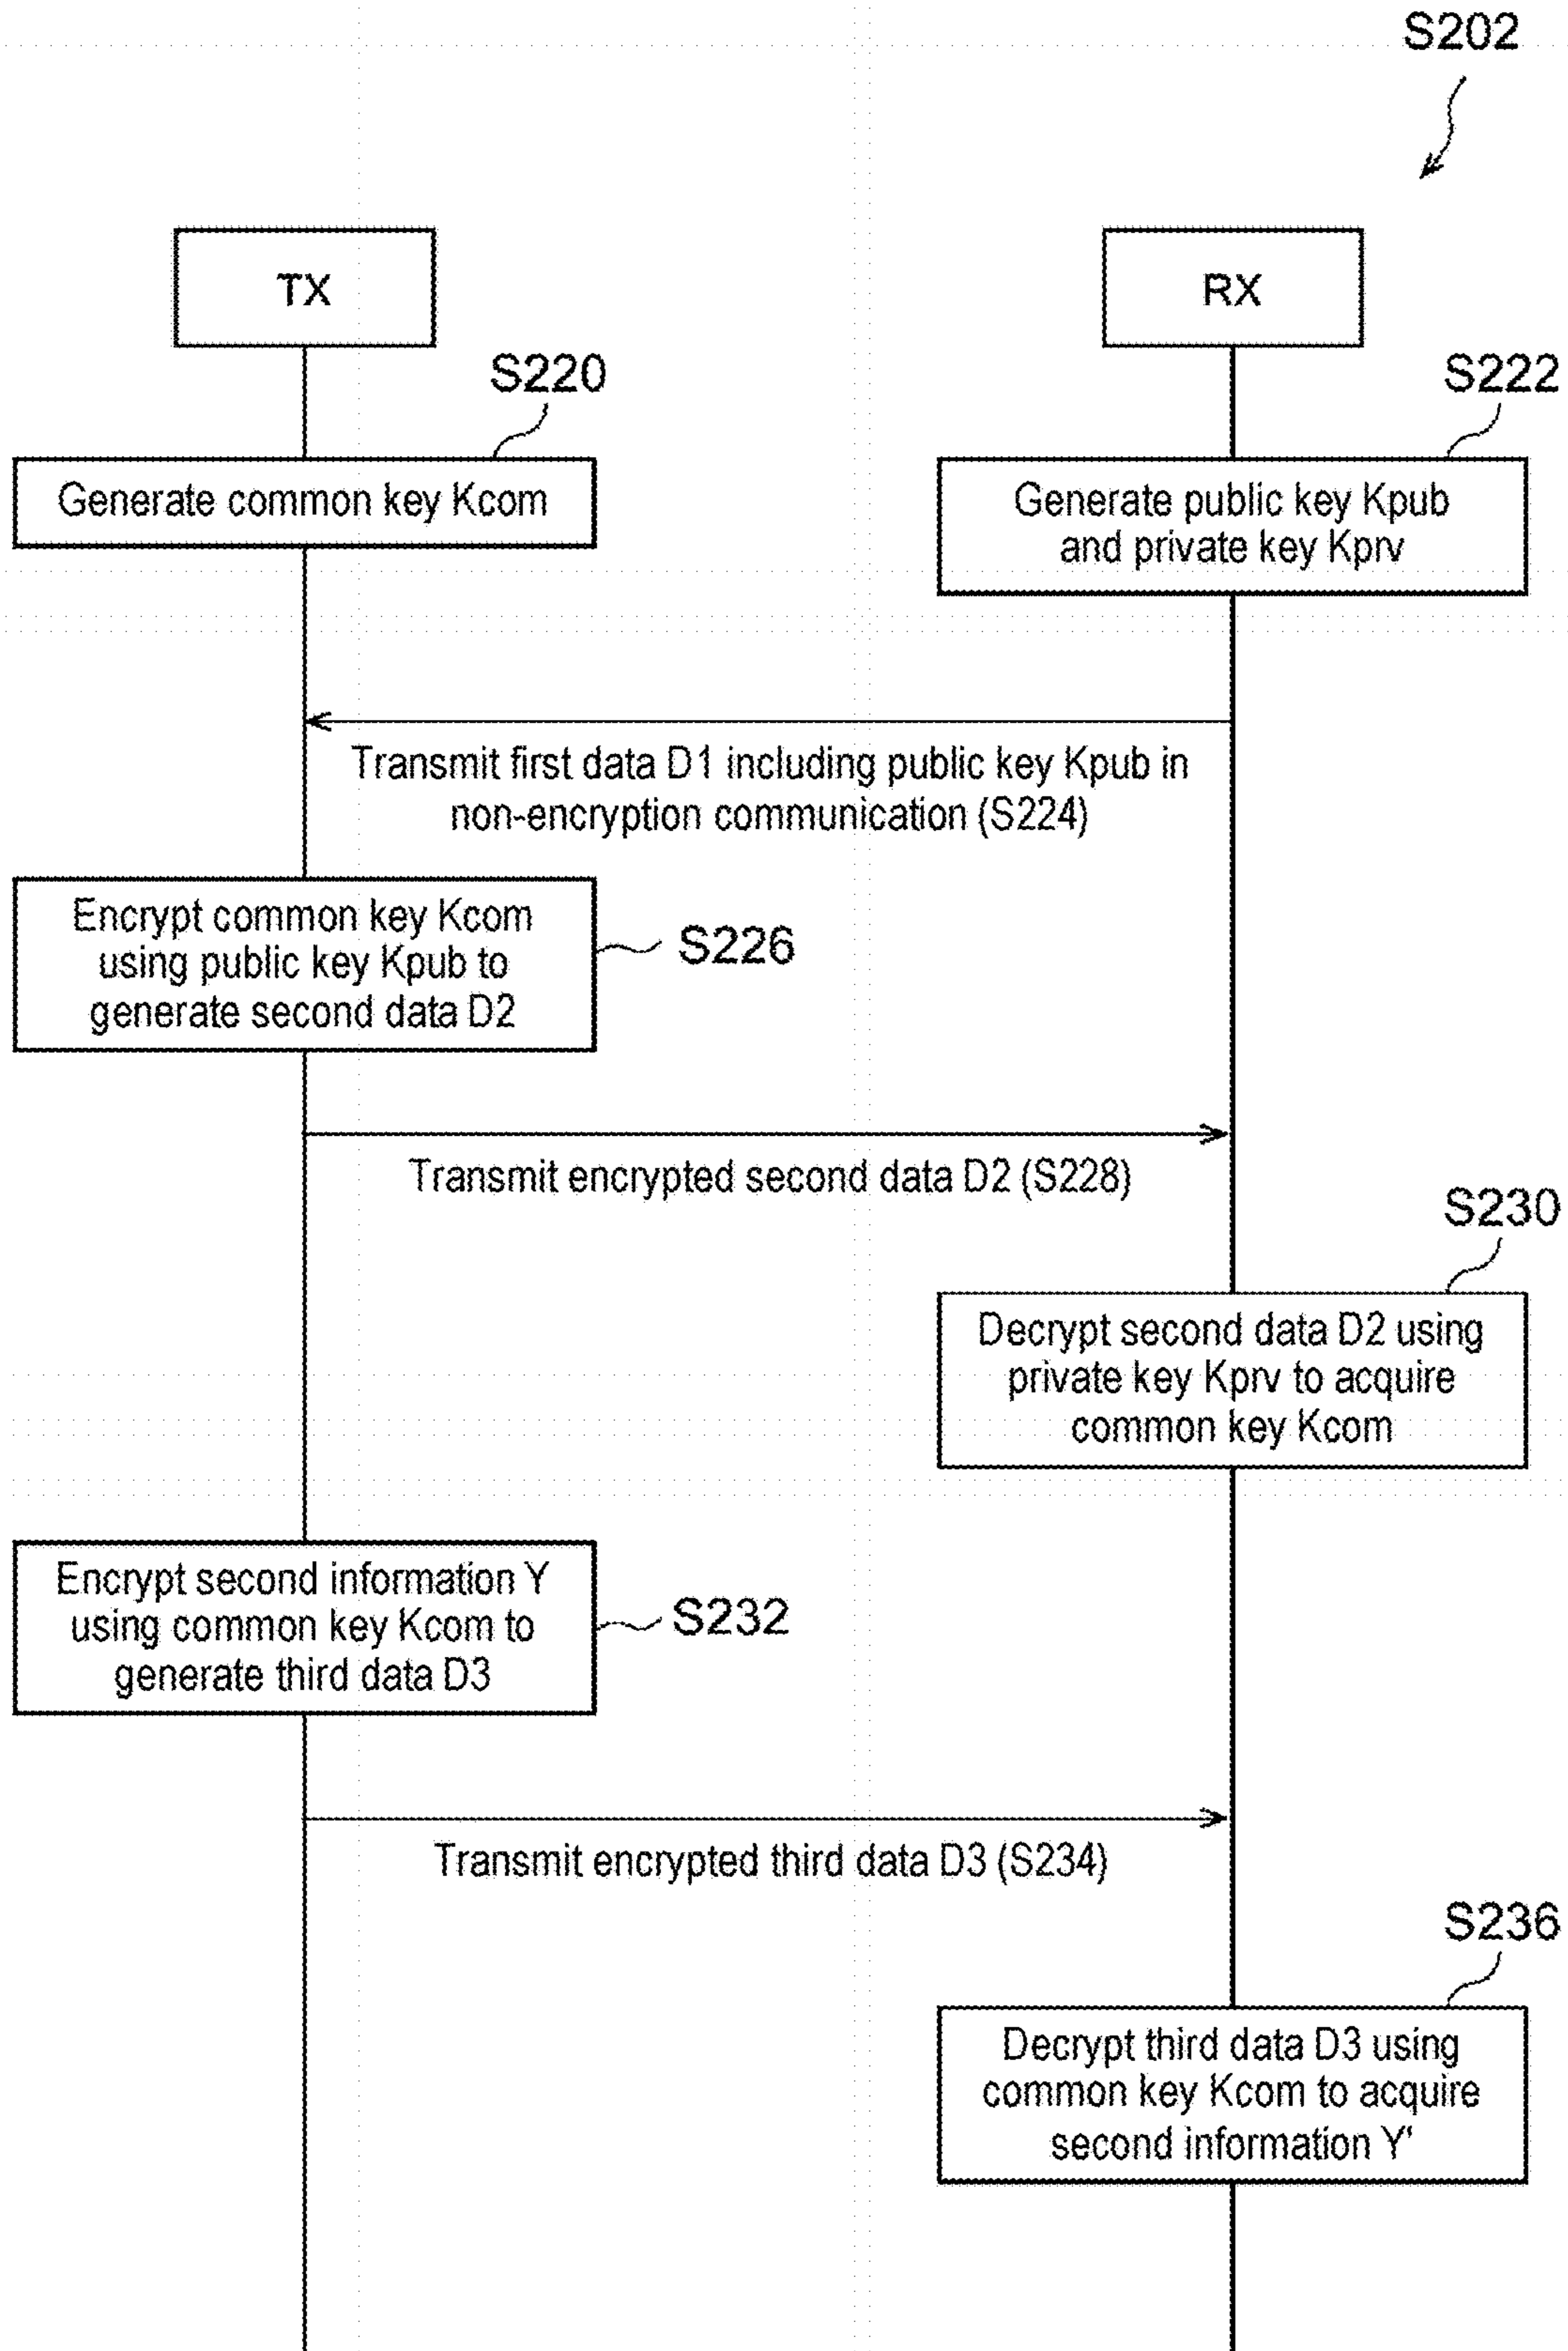 S202
TX
RX
S220
S222
Generate common key Kcom
Generate public key Kpub
and private key Kprv
Transmit first data D1 including public key Kpub in
non-encryption communication (S224)
Encrypt common key Kcom
using public key Kpub to
generate second data D2
S226
Transmit encrypted second data D2 (S228)
S230
Decrypt second data D2 using
private key Kprv to acquire
common key Kcom
Encrypt second information Y
using common key Kcom to
generate third data D3
S232
Transmit encrypted third data D3 (S234)
S236
Decrypt third data D3 using
common key Kcom to acquire
second information Y'